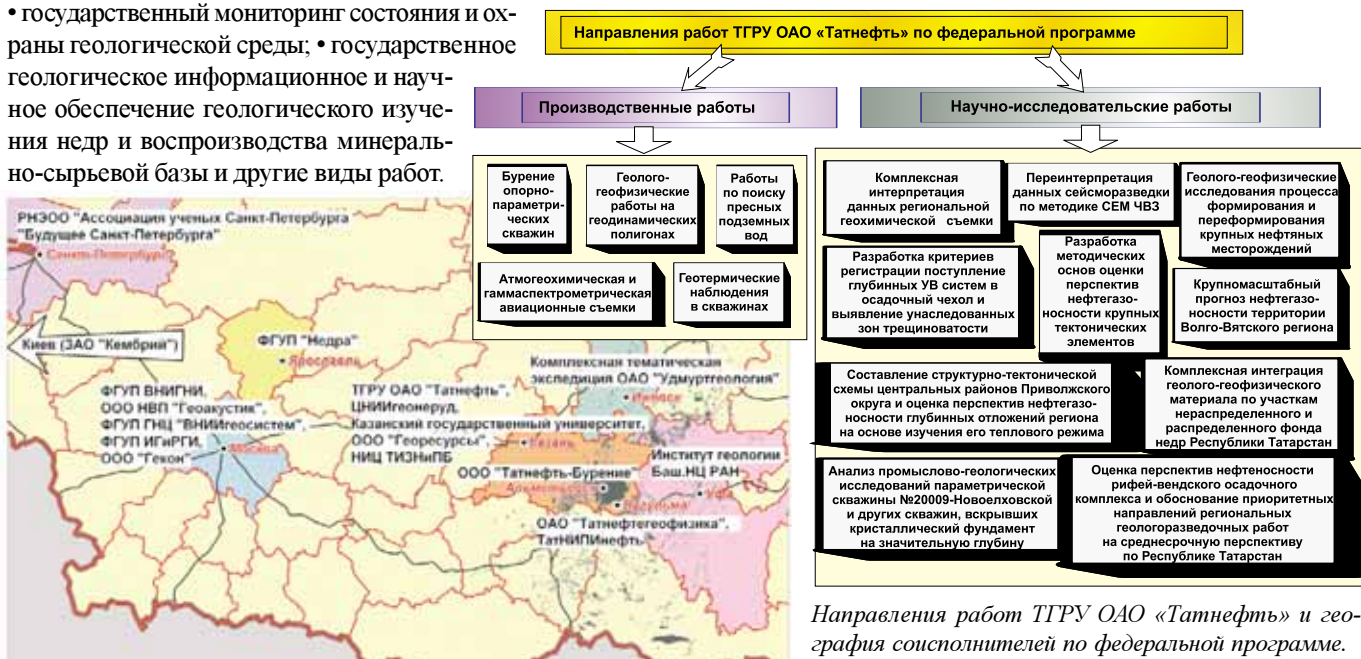 • государственный мониторинг состояния и ох-
раны геологической среды; • государственное
геологическое информационное и науч-
ное обеспечение геологического изуче-
ния недр и воспроизводства минераль-
но-сырьевой базы и другие виды работ.
Направления работ ТГРУ ОАО «Татнефть» по федеральной программе
Производственные работы
Бурение
опорно-
параметри-
ческих
скважин
Геолого-
геофизические
работы на
геодинамических
полигонах
Работы
по поиску
пресных
подземных
вод
Атмогеохимическая и
гаммаспектрометрическая
авиационные съемки
Геотермические
наблюдения
в скважинах
Научно-исследовательские работы
Комплексная
интерпретация
данных региональной
геохимической съемки
Переинтерпретация
данных сейсморазведки
по методике СЕМ ЧВЗ
Геолого-геофизические
исследования процесса
формирования и
переформирования
крупных нефтяных
месторождений
Разработка критериев
регистрации поступление
глубинных УВ систем в
осадочный чехол и
выявление унаследованных
зон трещиноватости
Разработка
методических
основ оценки
перспектив
нефтегазо-
носности крупных
тектонических
элементов
Крупномасштабный
прогноз нефтегазо-
носности территории
Волго-Вятского региона
Составление структурно-тектонической
схемы центральных районов Приволжского
округа и оценка перспектив нефтегазо-
носности глубинных отложений региона
на основе изучения его теплового режима
Комплексная интеграция
геолого-геофизического
материала по участкам
нераспределенного и
распределенного фонда
недр Республики Татарстан
Анализ промыслово-геологических
исследований параметрической
скважины №20009-Новоелховской
и других скважин, вскрывших
кристаллический фундамент
на значительную глубину
Оценка перспектив нефтеносности
рифей-вендского осадочного
комплекса и обоснование приоритетных
направлений региональных
геологоразведочных работ
на среднесрочную перспективу
по Республике Татарстан
РНЭОО "Ассоциация ученых Санкт-Петербурга
"Будущее Санкт-Петербурга"
Санкт-Петербург
Киев (ЗАО "Кембрий")
ФГУП "Недра"
Ярославль
ФГУП ВНИГНИ,
ООО НВП "Геоакустик",
ФГУП ГНЦ "ВНИИгеосистем",
ФГУП ИГиРГИ,
ООО "Гекон"
Москва
ТГРУ ОАО "Татнефть",
ЦНИИгеонеруд,
Казанский государственный университет,
ООО "Георесурсы",
НИЦ ТИЗНиПБ
Казань
Комплексная тематическая
экспедиция ОАО "Удмуртгеология"
Ижевск
Институт геологии
Баш.НЦ РАН
Уфа
ООО "Татнефть-Бурение"
Альметьевск
Бугульма
ОАО "Татнефтегеофизика",
ТатНИПИнефть
Направления работ ТГРУ ОАО «Татнефть» и гео-
графия соисполнителей по федеральной программе.